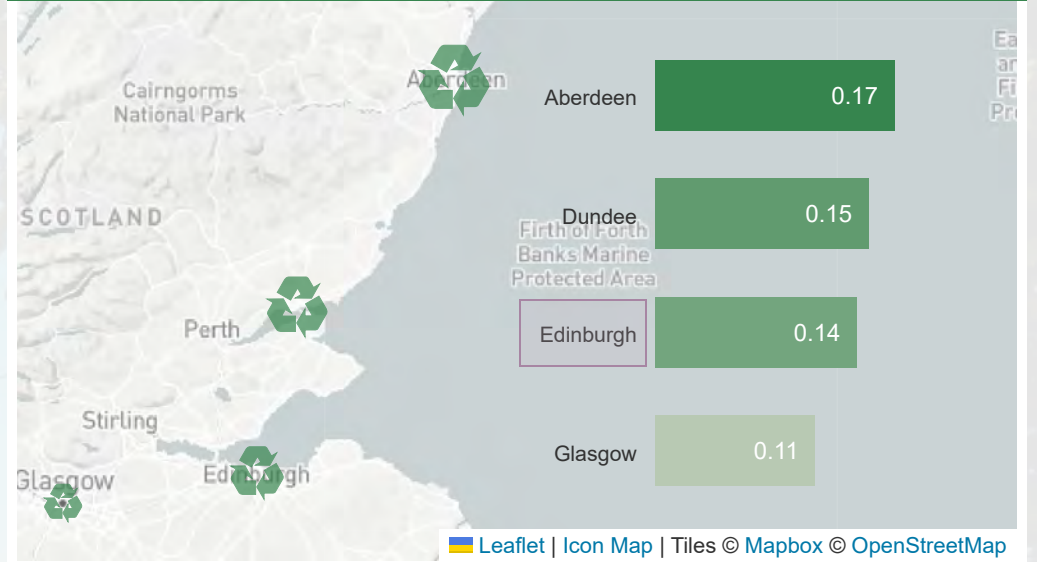 Cairngorms
National Park
Aberdeen
SCOTLAND
Perth
Stirling
Glasgow
Edinburgh
Firth of Forth
Banks Marine
Protected Area
Aberdeen 0.17
Dundee 0.15
Edinburgh 0.14
Glasgow 0.11
Leaflet | Icon Map | Tiles © Mapbox © OpenStreetMap